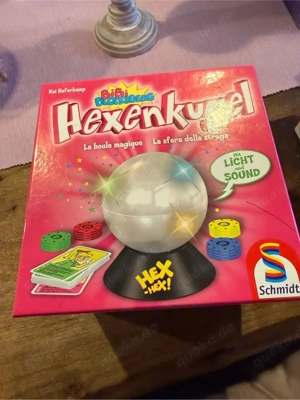 Kai Haferkamp
BiBi
BLOCKSBERG
Hexenkugel
La boule magique La sfera della strega
Mit
LICHT
und
SOUND
HEX
-HEX!
S
Schmidt